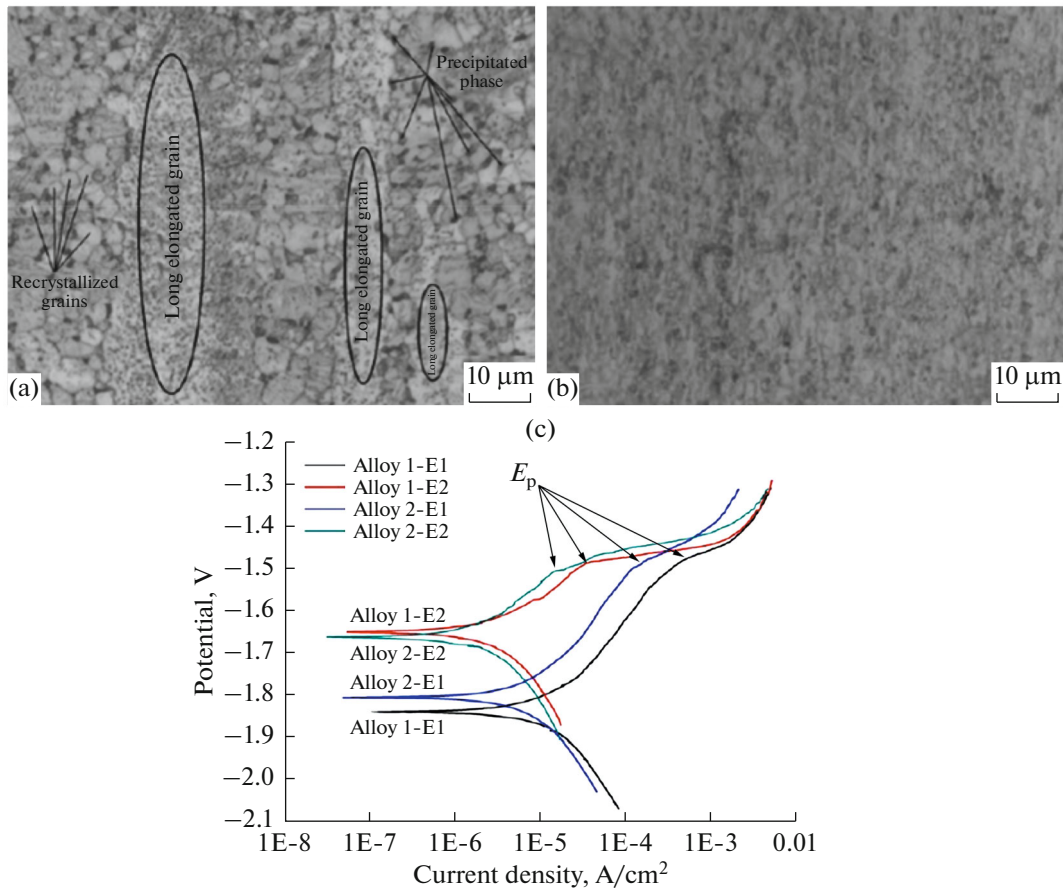 Precipitated
phase
Long elongated grain
Long elongated grain
Long elongated grain
Recrystallized
grains
(a)
10 μm
(b)
10 μm
(c)
−1.2
−1.3
−1.4
−1.5
−1.6
−1.7
−1.8
−1.9
−2.0
−2.1
Potential, V
Alloy 1-E1
Alloy 1-E2
Alloy 2-E1
Alloy 2-E2
Ep
Alloy 1-E2
Alloy 2-E2
Alloy 2-E1
Alloy 1-E1
1E-8 1E-7 1E-6 1E-5 1E-4 1E-3 0.01
Current density, A/cm²